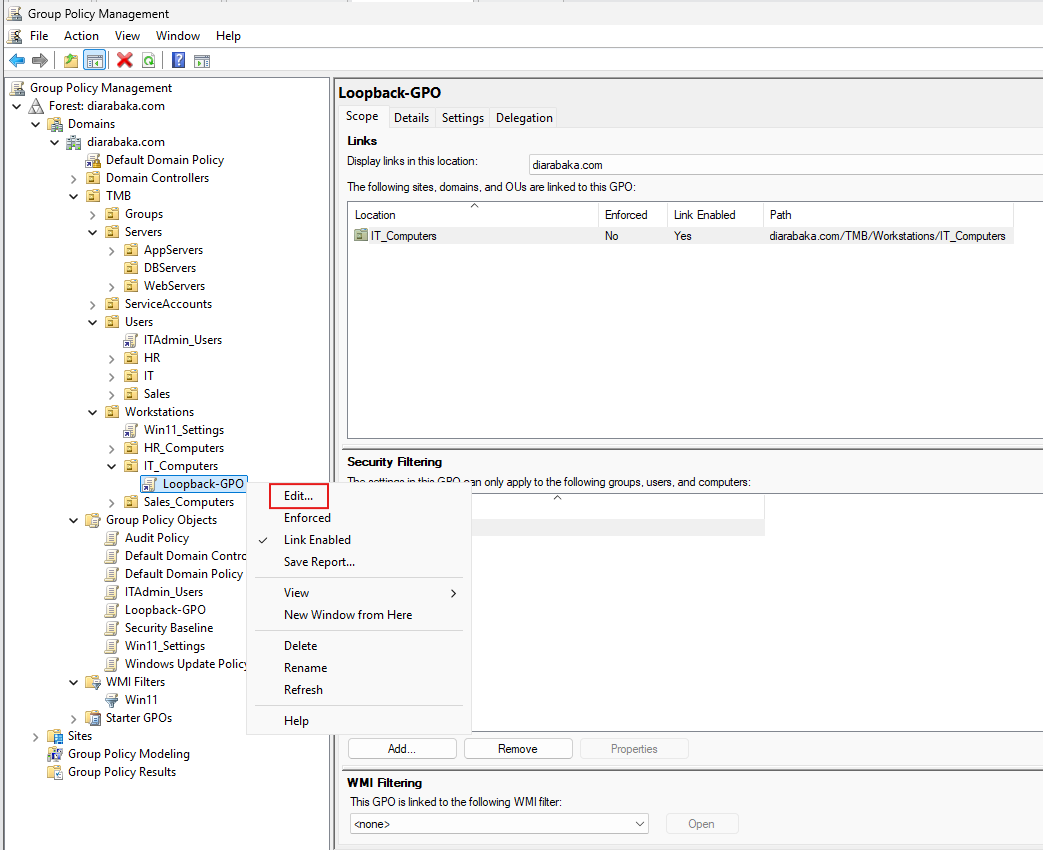 Group Policy Management
File Action View Window Help
Group Policy Management
Forest: diarabaka.com
Domains
diarabaka.com
Default Domain Policy
Domain Controllers
TMB
Groups
Servers
AppServers
DBServers
WebServers
ServiceAccounts
Users
ITAdmin_Users
HR
IT
Sales
Workstations
Win11_Settings
HR_Computers
IT_Computers
Loopback-GPO
Sales_Computers
Group Policy Objects
Audit Policy
Default Domain Contro
Default Domain Policy
ITAdmin_Users
Loopback-GPO
Security Baseline
Win11_Settings
Windows Update Policy
WMI Filters
Win11
Starter GPOs
Sites
Group Policy Modeling
Group Policy Results
Edit...
Enforced
Link Enabled
Save Report...
View
New Window from Here
Delete
Rename
Refresh
Help
Loopback-GPO
Scope Details Settings Delegation
Links
Display links in this location: diarabaka.com
The following sites, domains, and OUs are linked to this GPO:
Location Enforced Link Enabled Path
IT_Computers No Yes diarabaka.com/TMB/Workstations/IT_Computers
Security Filtering
The settings in this GPO can only apply to the following groups, users, and computers:
Add... Remove Properties
WMI Filtering
This GPO is linked to the following WMI filter:
<none> Open